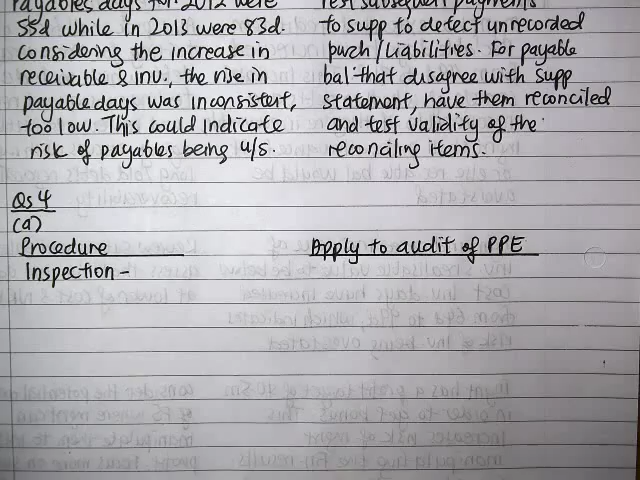 Payables days for 2012 were
55d while in 2013 were 83d.
considering the increase in
receivable & inv., the rise in
payable days was inconsistent,
too low. This could indicate
risk of payables being u/s.
Test subsequent payments
to supp to detect unrecorded
purch/liabilities. For payable
bal that disagree with supp
statement, have them reconciled
and test validity of the
reconciling items.
Qs 4
(a)
Procedure
Apply to audit of PPE
Inspection -